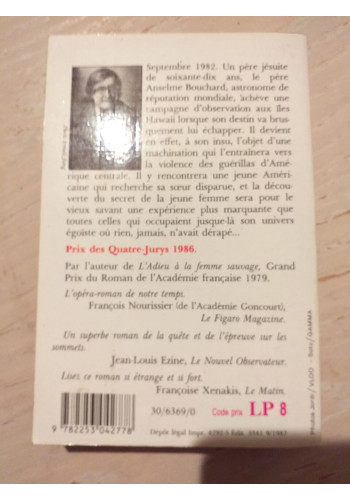 Septembre 1982. Un père jésuite
de soixante-dix ans, le père
Anselme Bouchard, astronome de
réputation mondiale, achève une
campagne d'observation aux îles
Hawaii lorsque son destin va brus-
quement lui échapper. Il devient
en effet, à son insu, l'objet d'une
machination qui l'entraînera vers
la violence des guérillas d'Amé-
rique centrale. Il y rencontrera une jeune Améri-
caine qui recherche sa sœur disparue, et la décou-
verte du secret de la jeune femme sera pour le
vieux savant une expérience plus marquante que
toutes celles qui occupaient jusque-là son univers
égoïste où rien, jamais, n'avait dérapé...
Prix des Quatre-Jurys 1986.
Par l'auteur de L'Adieu à la femme sauvage, Grand
Prix du Roman de l'Académie française 1979.
L'opéra-roman de notre temps.
François Nourissier (de l'Académie Goncourt),
Le Figaro Magazine.
Un superbe roman de la quête et de l'épreuve sur les
sommets.
Jean-Louis Ezine, Le Nouvel Observateur.
Lisez ce roman si étrange et si fort.
Françoise Xenakis, Le Matin.
30/6369/0
Code prix LP 8
9 782253 042778
Dépôt légal Impr.